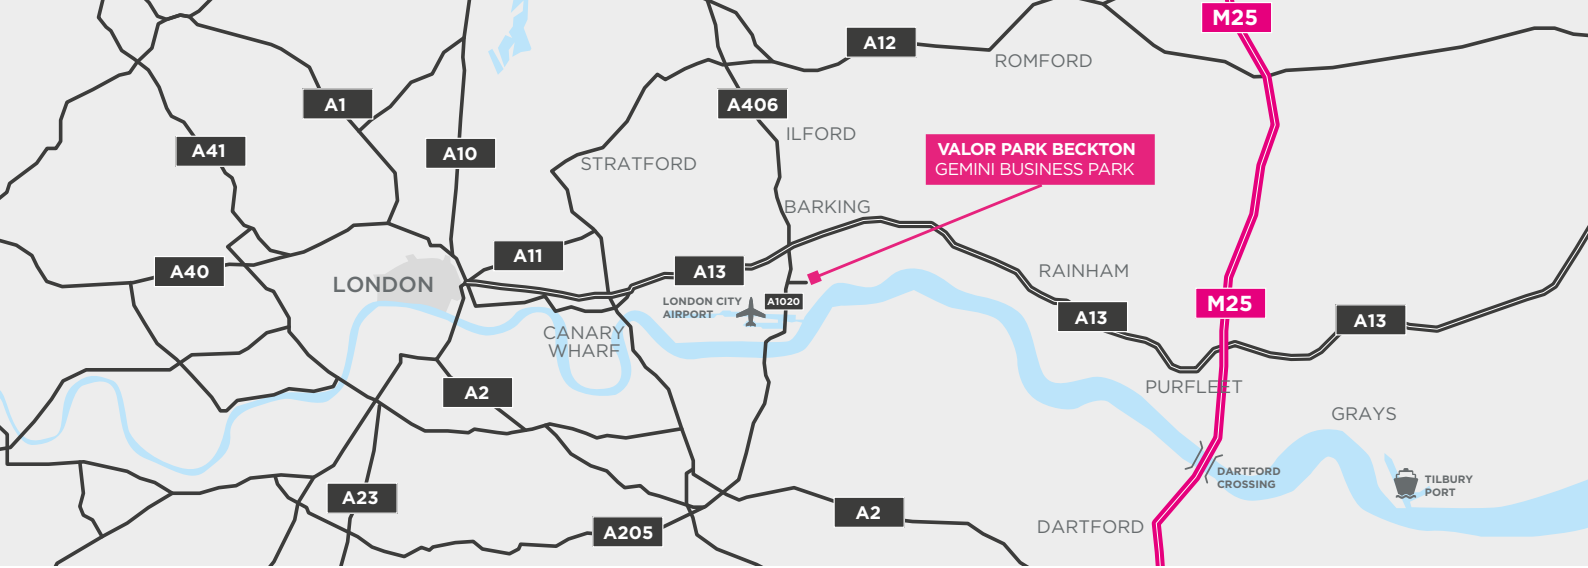 M25
A12
ROMFORD
A1
A406
ILFORD
A41
A10
STRATFORD
VALOR PARK BECKTON
GEMINI BUSINESS PARK
BARKING
A11
A40
A13
RAINHAM
LONDON
LONDON CITY
AIRPORT
A1020
M25
A13
A13
CANARY
WHARF
A2
PURFLEET
GRAYS
DARTFORD
CROSSING
TILBURY
PORT
A23
A2
A205
DARTFORD